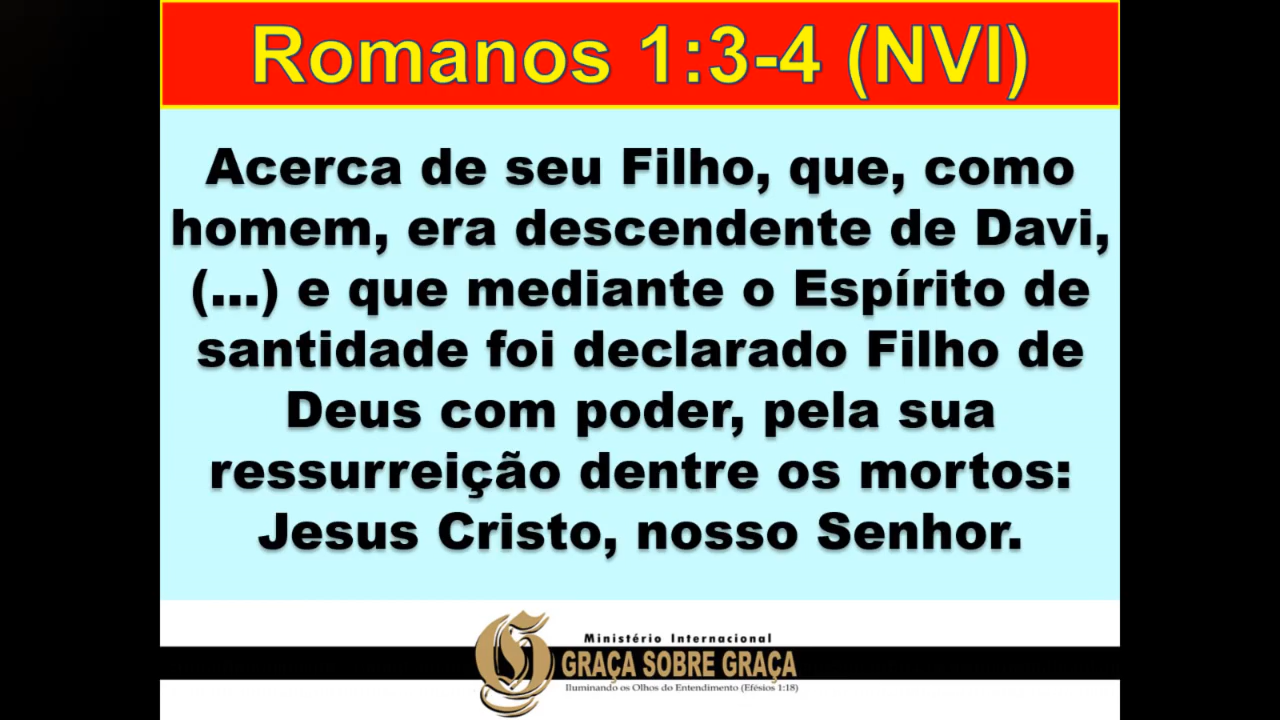 Romanos 1:3-4 (NVI)
Acerca de seu Filho, que, como
homem, era descendente de Davi,
(...) e que mediante o Espírito de
santidade foi declarado Filho de
Deus com poder, pela sua
ressurreição dentre os mortos:
Jesus Cristo, nosso Senhor.
Ministério Internacional
GRAÇA SOBRE GRAÇA
Iluminando os Olhos do Entendimento (Efésios 1:18)